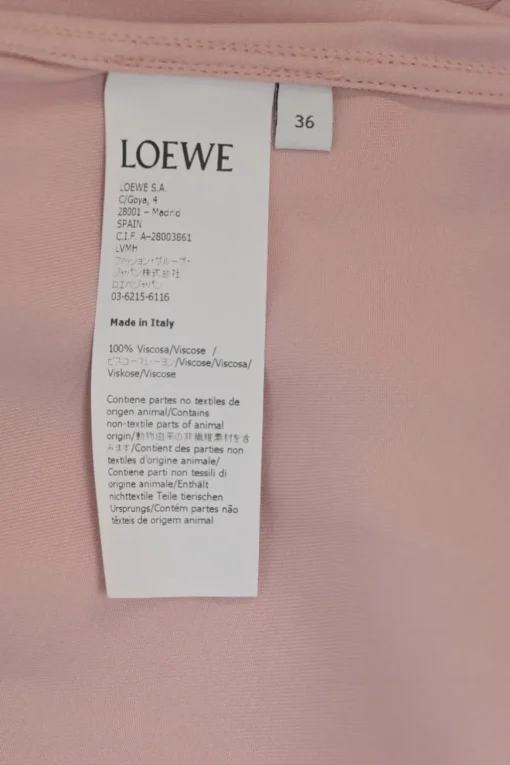 36
LOEWE
LOEWE S.A.
C/Goya, 4
28001 – Madrid
SPAIN
C.I.F. A-28003861
LVMH
ファッション・グループ・
ジャパン株式会社
ロエベジャパン
03-6215-6116
Made in Italy
100% Viscosa/Viscose /
ビスコースレーヨン/Viscose/Viscosa/
Viskose/Viscose
Contiene partes no textiles de
origen animal/Contains
non-textile parts of animal
origin/動物由来の非繊維素材を含
みます/Contient des parties non
textiles d'origine animale/
Contiene parti non tessili di
origine animale/Enthält
nichttextile Teile tierischen
Ursprungs/Contém partes não
têxteis de origem animal